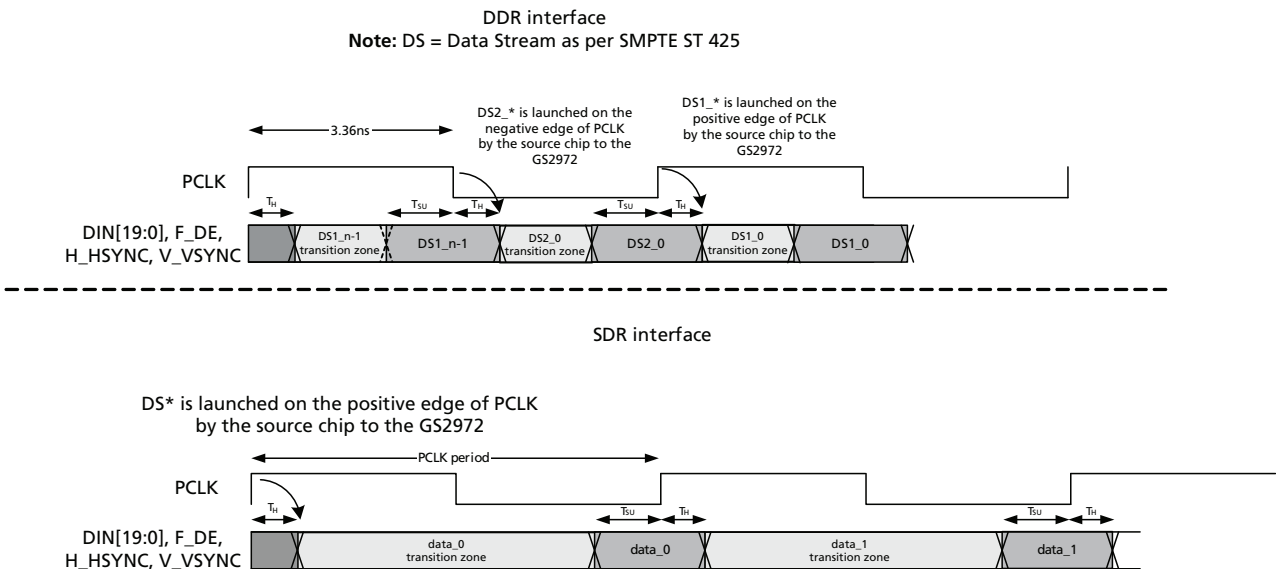 DDR interface
Note: DS = Data Stream as per SMPTE ST 425
3.36ns
DS2_* is launched on the
negative edge of PCLK
by the source chip to the
GS2972
DS1_* is launched on the
positive edge of PCLK
by the source chip to the
GS2972
PCLK
TH
TSU
TH
TSU
TH
DIN[19:0], F_DE,
H_HSYNC, V_VSYNC
DS1_n-1
transition zone
DS1_n-1
DS2_0
transition zone
DS2_0
DS1_0
transition zone
DS1_0
SDR interface
DS* is launched on the positive edge of PCLK
by the source chip to the GS2972
PCLK period
PCLK
TH
TSU
TH
TSU
TH
DIN[19:0], F_DE,
H_HSYNC, V_VSYNC
data_0
transition zone
data_0
data_1
transition zone
data_1